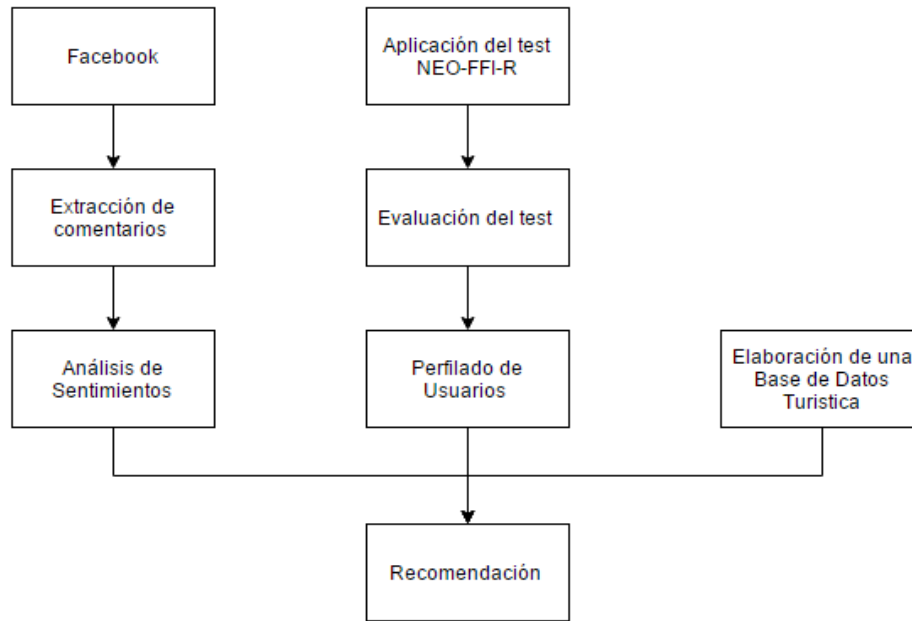 Facebook
Aplicación del test
NEO-FFI-R
Extracción de
comentarios
Evaluación del test
Análisis de
Sentimientos
Perfilado de
Usuarios
Elaboración de una
Base de Datos
Turistica
Recomendación